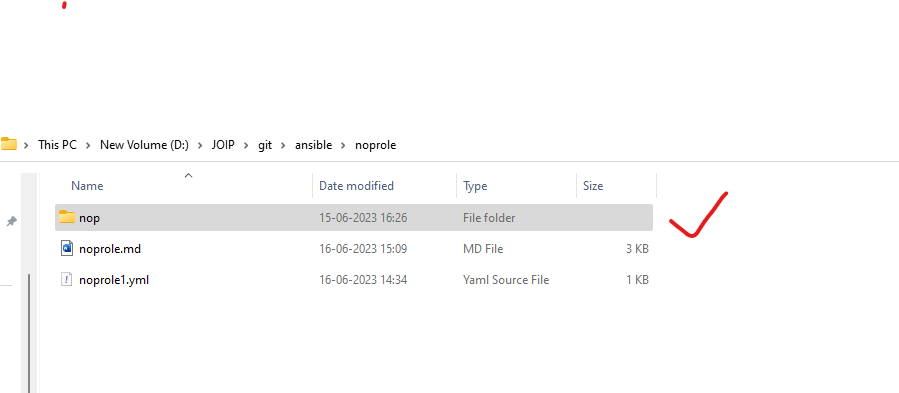 This PC > New Volume (D:) > JOIP > git > ansible > noprole
Name Date modified Type Size
nop 15-06-2023 16:26 File folder
noprole.md 16-06-2023 15:09 MD File 3 KB
noprole1.yml 16-06-2023 14:34 Yaml Source File 1 KB